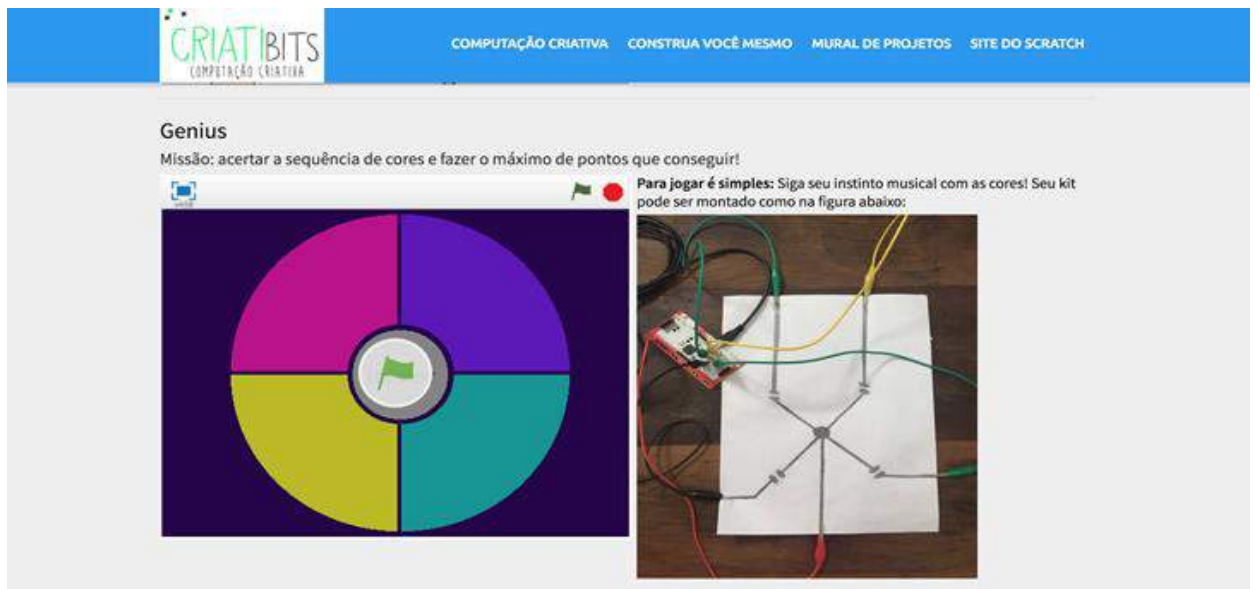 CRIATIBITS
COMPUTAÇÃO CRIATIVA
COMPUTAÇÃO CRIATIVA CONSTRUA VOCÊ MESMO MURAL DE PROJETOS SITE DO SCRATCH
Genius
Missão: acertar a sequência de cores e fazer o máximo de pontos que conseguir!
Para jogar é simples: Siga seu instinto musical com as cores! Seu kit
pode ser montado como na figura abaixo: